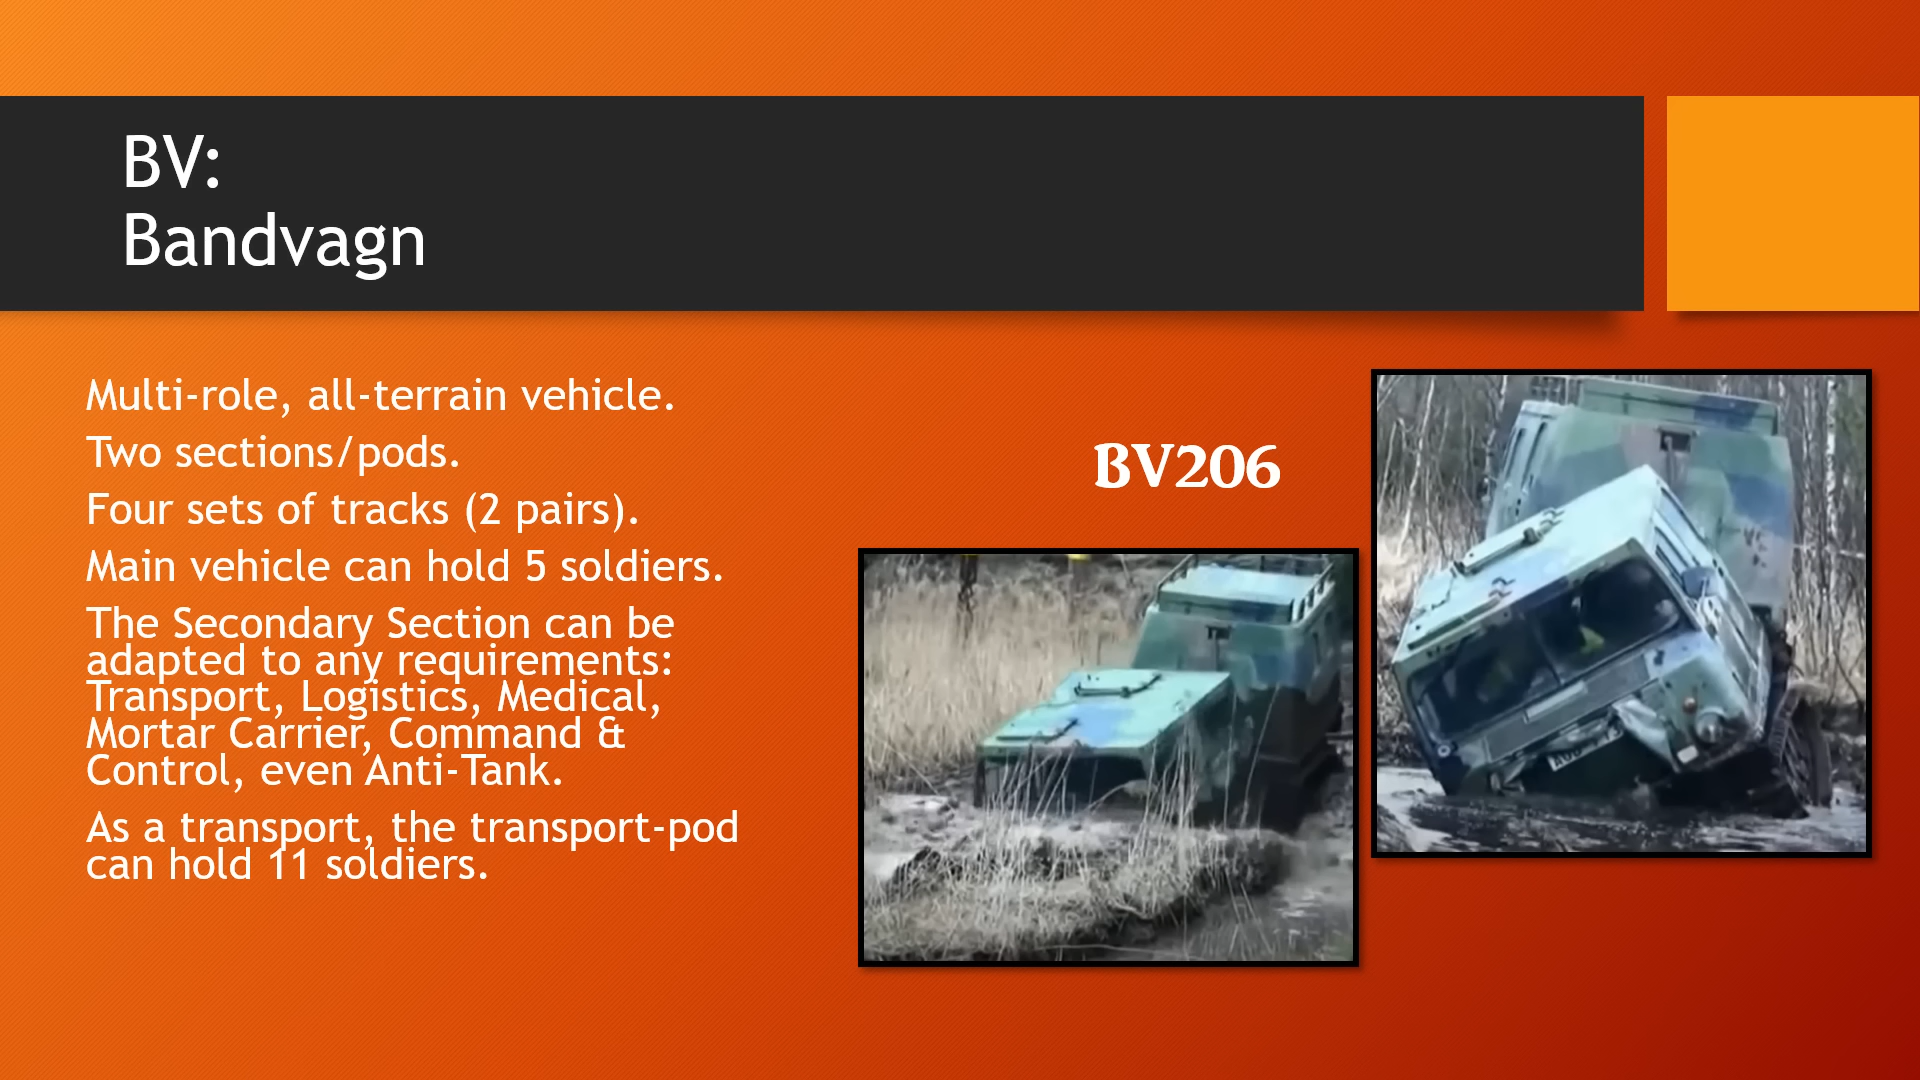 BV:
Bandvagn
Multi-role, all-terrain vehicle.
Two sections/pods.
Four sets of tracks (2 pairs).
Main vehicle can hold 5 soldiers.
The Secondary Section can be
adapted to any requirements:
Transport, Logistics, Medical,
Mortar Carrier, Command &
Control, even Anti-Tank.
As a transport, the transport-pod
can hold 11 soldiers.
BV206